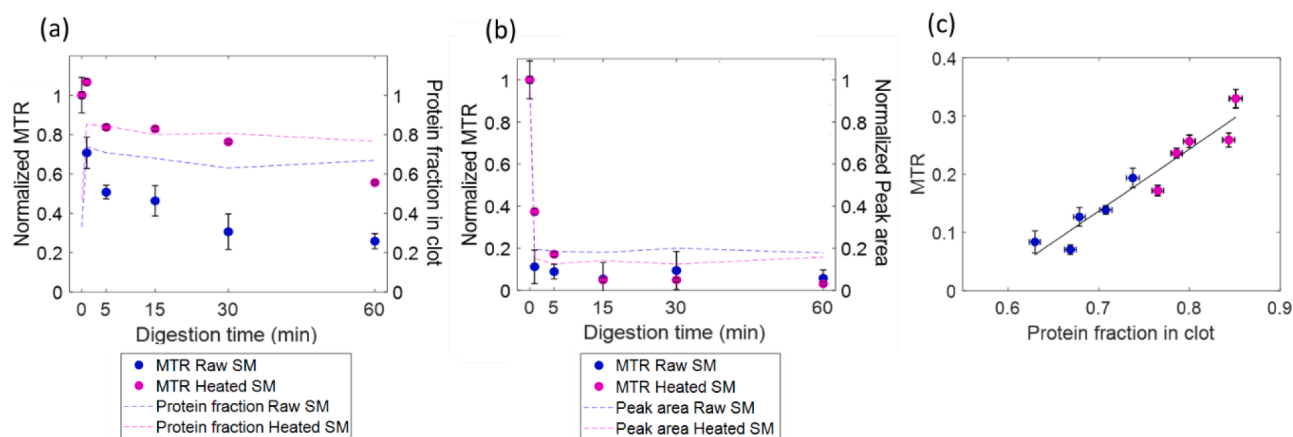 (a)
Normalized MTR
1
0.8
0.6
0.4
0.2
0
0 5 15 30 60
Digestion time (min)
1
0.8
0.6
0.4
0.2
0
Protein fraction in clot
MTR Raw SM
MTR Heated SM
Protein fraction Raw SM
Protein fraction Heated SM
(b)
Normalized MTR
1
0.8
0.6
0.4
0.2
0
0 5 15 30 60
Digestion time (min)
1
0.8
0.6
0.4
0.2
0
Normalized Peak area
MTR Raw SM
MTR Heated SM
Peak area Raw SM
Peak area Heated SM
(c)
MTR
0.4
0.3
0.2
0.1
0
0.6 0.7 0.8 0.9
Protein fraction in clot